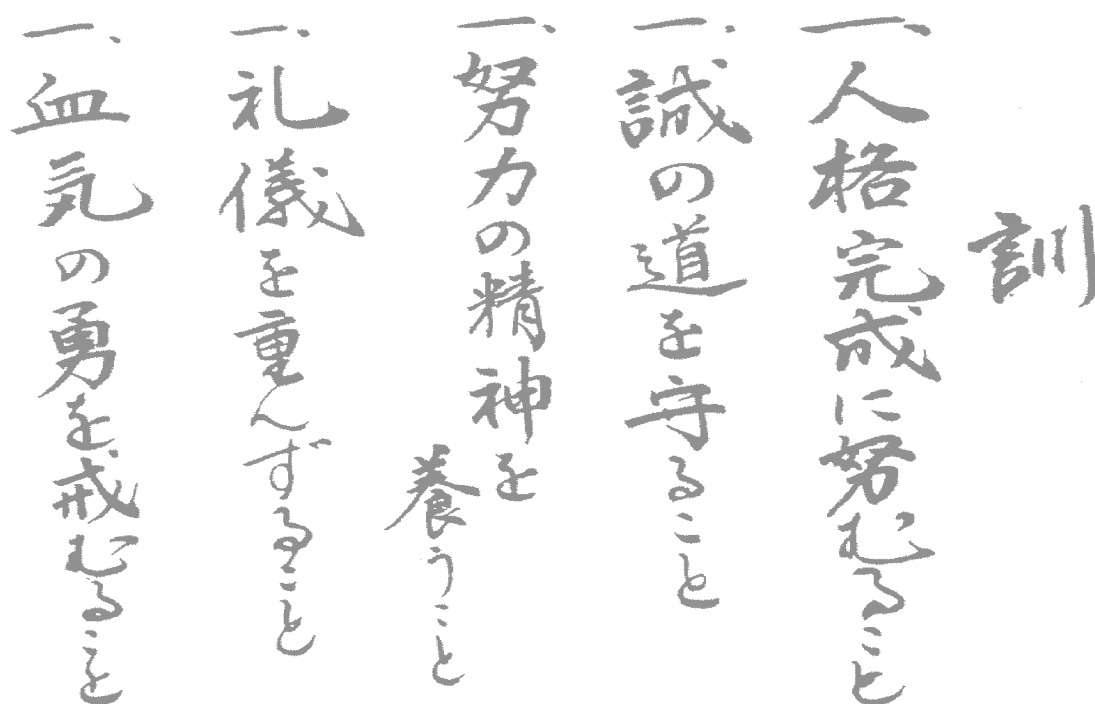 訓
一、人格完成に努むること
一、誠の道を守ること
一、努力の精神を
養うこと
一、礼儀を重んずること
一、血気の勇を戒むること